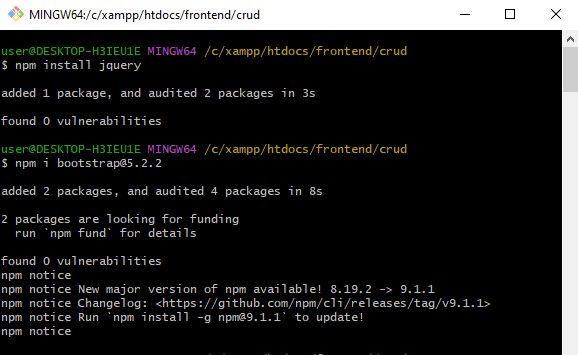 MINGW64:/c/xampp/htdocs/frontend/crud
user@DESKTOP-H3IEU1E MINGW64 /c/xampp/htdocs/frontend/crud
$ npm install jquery
added 1 package, and audited 2 packages in 3s
found 0 vulnerabilities
user@DESKTOP-H3IEU1E MINGW64 /c/xampp/htdocs/frontend/crud
$ npm i bootstrap@5.2.2
added 2 packages, and audited 4 packages in 8s
2 packages are looking for funding
run `npm fund` for details
found 0 vulnerabilities
npm notice
npm notice New major version of npm available! 8.19.2 -> 9.1.1
npm notice Changelog: <https://github.com/npm/cli/releases/tag/v9.1.1>
npm notice Run `npm install -g npm@9.1.1` to update!
npm notice